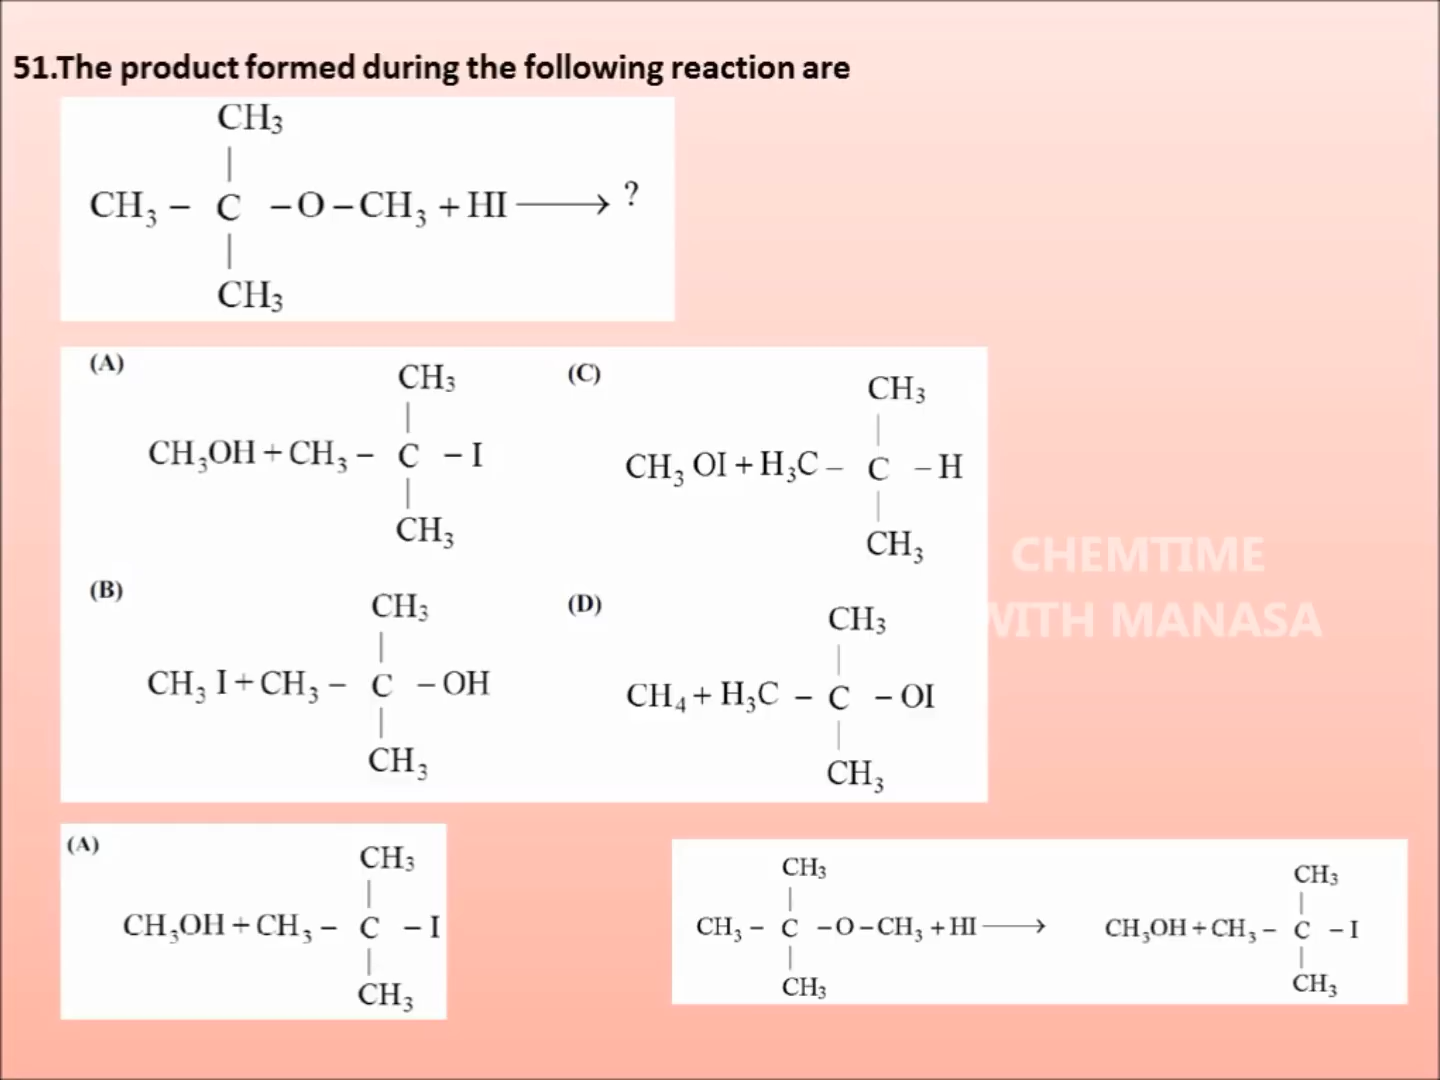 51.The product formed during the following reaction are
CH₃
|
CH₃ – C – O – CH₃ + HI ⟶ ?
|
CH₃
(A)
CH₃
|
CH₃OH + CH₃ – C – I
|
CH₃
(C)
CH₃
|
CH₃ OI + H₃C – C – H
|
CH₃
(B)
CH₃
|
CH₃ I + CH₃ – C – OH
|
CH₃
(D)
CH₃
|
CH₄ + H₃C – C – OI
|
CH₃
CHEMTIME
WITH MANASA
(A)
CH₃
|
CH₃OH + CH₃ – C – I
|
CH₃
CH₃ CH₃
| |
CH₃ – C – O – CH₃ + HI ⟶ CH₃OH + CH₃ – C – I
| |
CH₃ CH₃